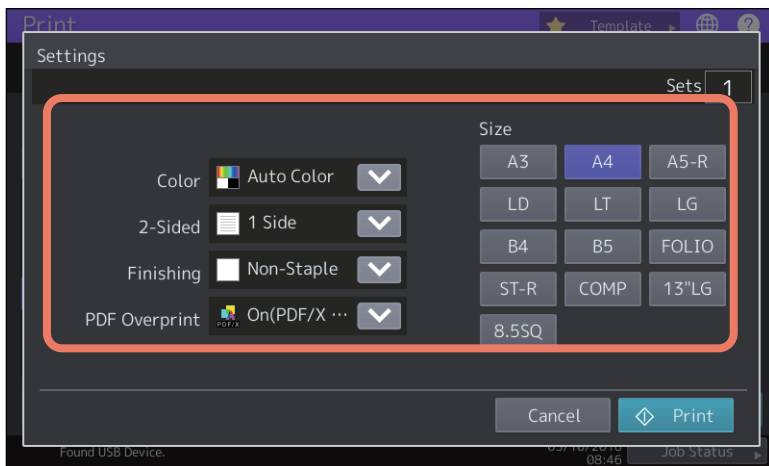 Print
Template
?
Settings
Sets 1
Size
Color Auto Color
2-Sided 1 Side
Finishing Non-Staple
PDF Overprint PDF/X On(PDF/X ···
A3 A4 A5-R
LD LT LG
B4 B5 FOLIO
ST-R COMP 13"LG
8.5SQ
Cancel Print
Found USB Device.
08:46
Job Status